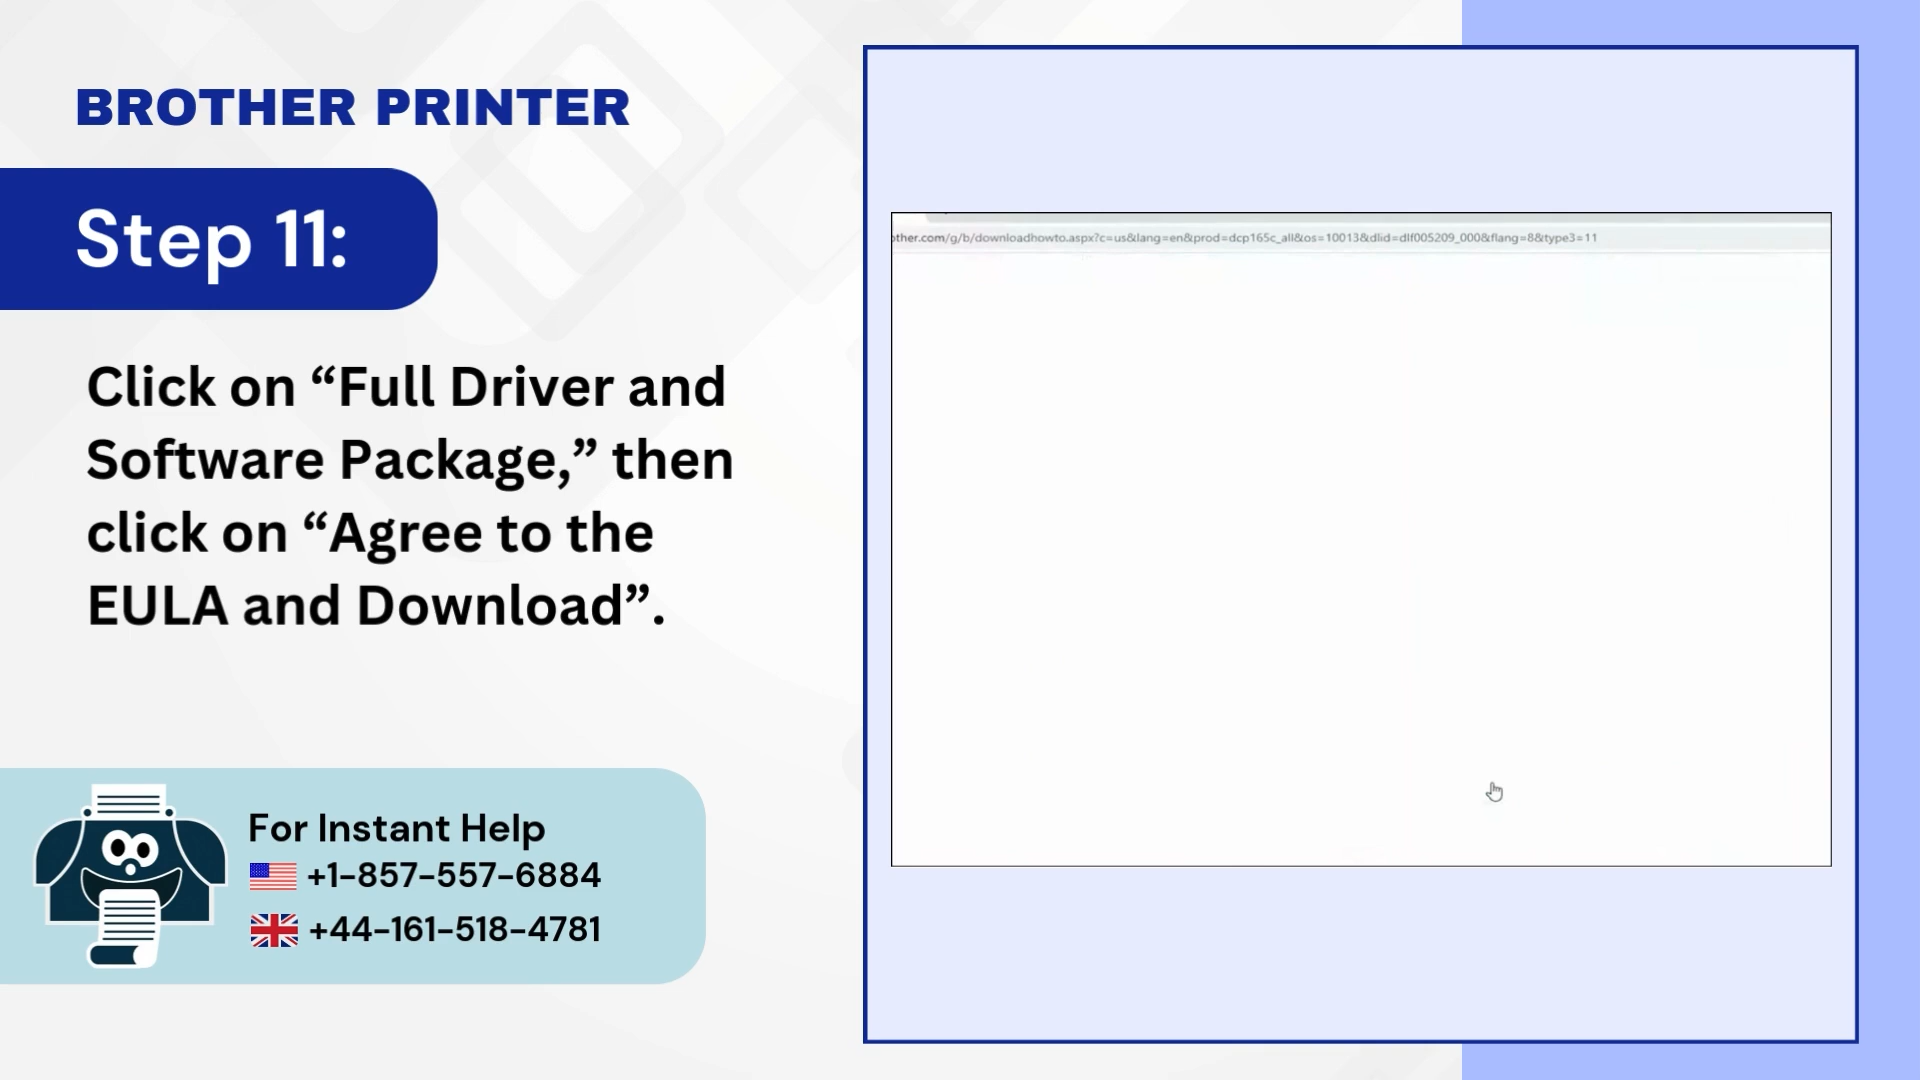 BROTHER PRINTER
Step 11:
Click on “Full Driver and
Software Package,” then
click on “Agree to the
EULA and Download”.
For Instant Help
+1-857-557-6884
+44-161-518-4781
other.com/g/b/downloadhowto.aspx?c=us&lang=en&prod=dcp165c_all&os=10013&dlid=dlf005209_000&flang=8&type3=11